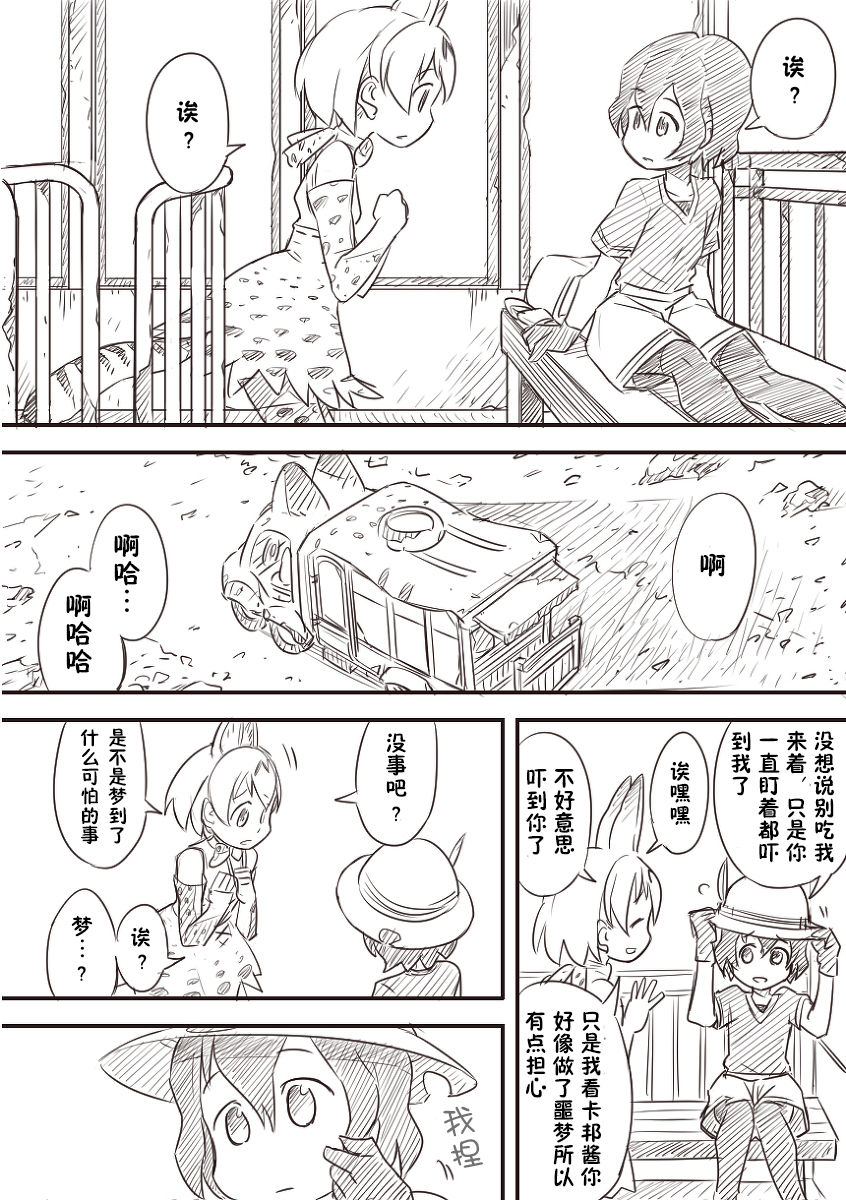 诶
？
诶
？
啊
啊哈…
啊哈哈
没想说别吃我
来着，只是你
一直盯着都吓
到我了
诶嘿嘿
不好意思
吓到你了
只是我看卡邦酱你
好像做了噩梦所以
有点担心
没事吧
？
是不是梦到了
什么可怕的事
诶？
梦…？
我捏